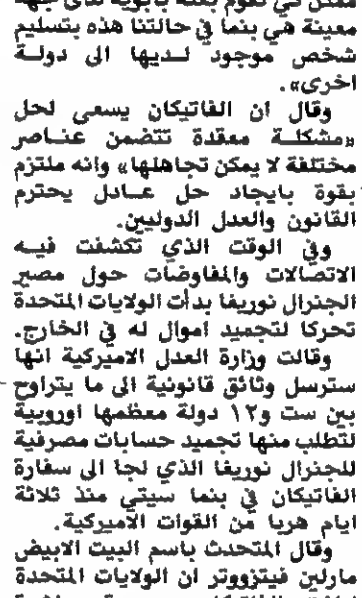 معينة هي بنما في حالتنا هذه بتسليم
شخص موجود لـديها الى دولـة
اخرى».
وقال ان الفاتيكان يسعى لحل
«مشكلـة معقدة تتضمن عنـاصر
مختلفة لا يمكن تجاهلها» وانه ملتزم
بقوة بايجاد حل عـادل يحترم
القانون والعدل الدوليين.
وفي الوقت الذي تكشفت فيـه
الاتصالات والمفاوضات حول مصير
الجنرال نوريغا بدأت الولايات المتحدة
تحركا لتجميد اموال له في الخارج.
وقالت وزارة العدل الاميركية انها
سترسل وثائق قانونية الى ما يتراوح
بين ست و١٢ دولة معظمها اوروبية
لتطلب منها تجميد حسابات مصرفية
للجنرال نوريغا الذي لجا الى سفارة
الفاتيكان في بنما سيتي منذ ثلاثة
ايام هربا من القوات الاميركية.
وقال المتحدث باسم البيت الابيض
مارلين فيتزووتر ان الولايات المتحدة